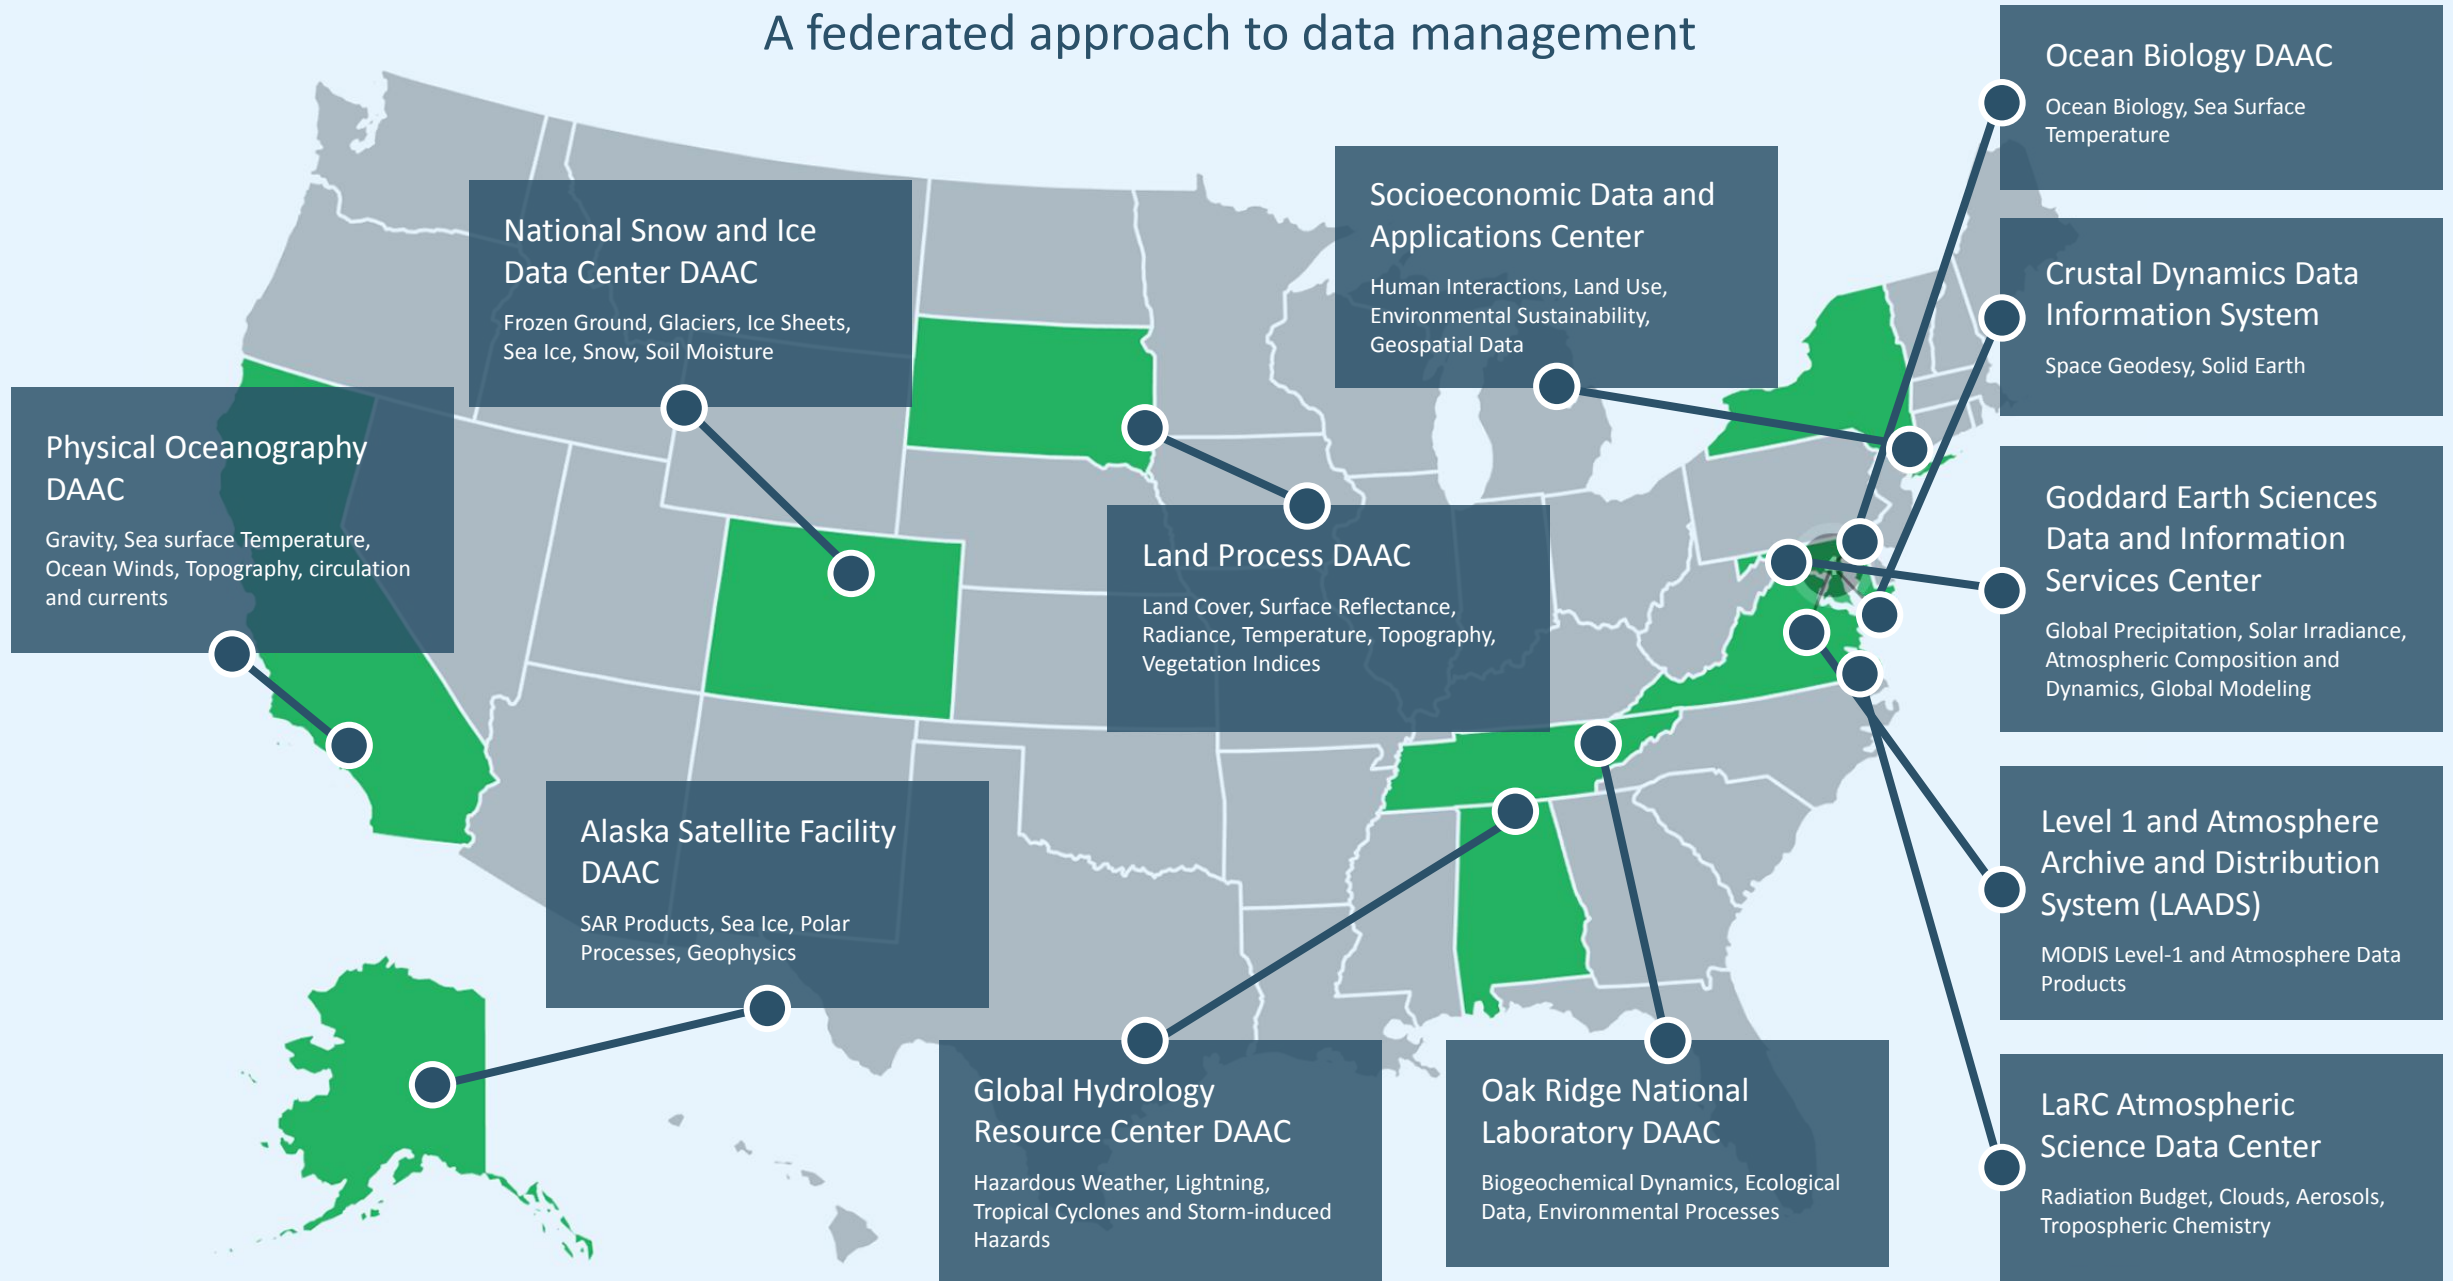 A federated approach to data management
National Snow and Ice
Data Center DAAC
Frozen Ground, Glaciers, Ice Sheets,
Sea Ice, Snow, Soil Moisture
Physical Oceanography
DAAC
Gravity, Sea surface Temperature,
Ocean Winds, Topography, circulation
and currents
Alaska Satellite Facility
DAAC
SAR Products, Sea Ice, Polar
Processes, Geophysics
Land Process DAAC
Land Cover, Surface Reflectance,
Radiance, Temperature, Topography,
Vegetation Indices
Socioeconomic Data and
Applications Center
Human Interactions, Land Use,
Environmental Sustainability,
Geospatial Data
Global Hydrology
Resource Center DAAC
Hazardous Weather, Lightning,
Tropical Cyclones and Storm-induced
Hazards
Oak Ridge National
Laboratory DAAC
Biogeochemical Dynamics, Ecological
Data, Environmental Processes
Ocean Biology DAAC
Ocean Biology, Sea Surface
Temperature
Crustal Dynamics Data
Information System
Space Geodesy, Solid Earth
Goddard Earth Sciences
Data and Information
Services Center
Global Precipitation, Solar Irradiance,
Atmospheric Composition and
Dynamics, Global Modeling
Level 1 and Atmosphere
Archive and Distribution
System (LAADS)
MODIS Level-1 and Atmosphere Data
Products
LaRC Atmospheric
Science Data Center
Radiation Budget, Clouds, Aerosols,
Tropospheric Chemistry